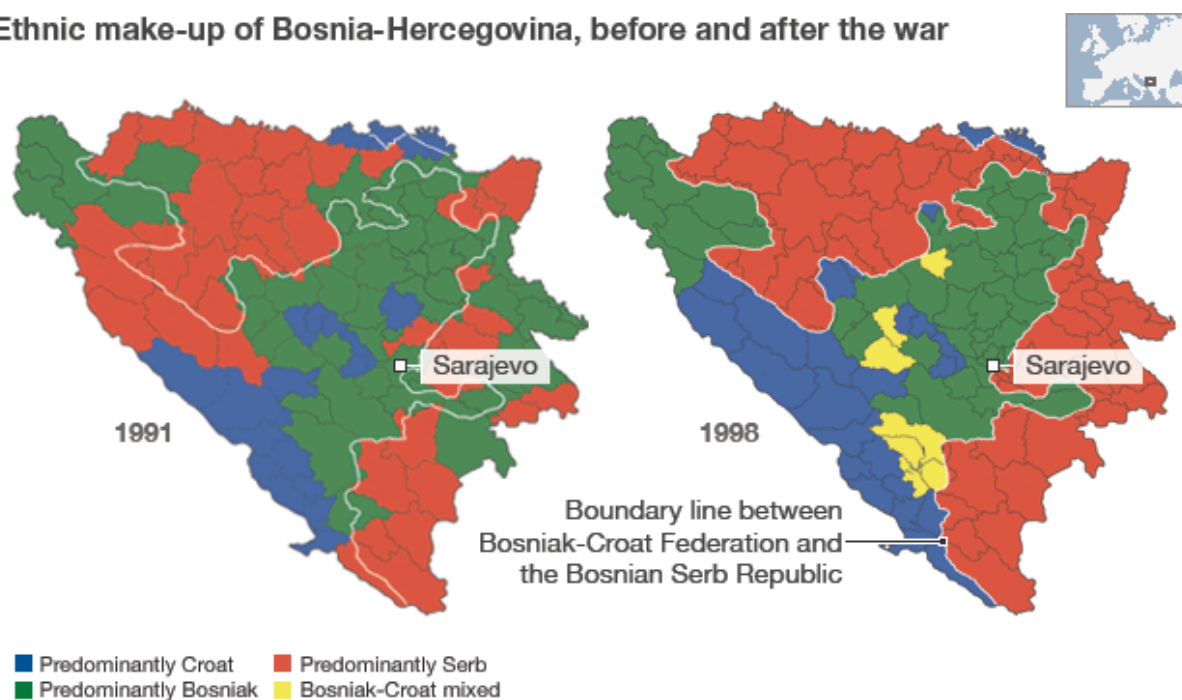 Ethnic make-up of Bosnia-Hercegovina, before and after the war
Sarajevo
1991
Sarajevo
1998
Boundary line between
Bosniak-Croat Federation and
the Bosnian Serb Republic
Predominantly Croat
Predominantly Serb
Predominantly Bosniak
Bosniak-Croat mixed